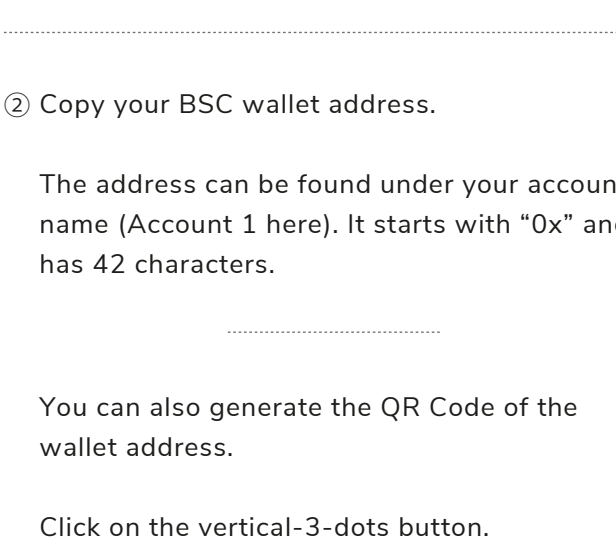 ② Copy your BSC wallet address.
The address can be found under your accoun
name (Account 1 here). It starts with “0x” an
has 42 characters.
You can also generate the QR Code of the
wallet address.
Click on the vertical-3-dots button.